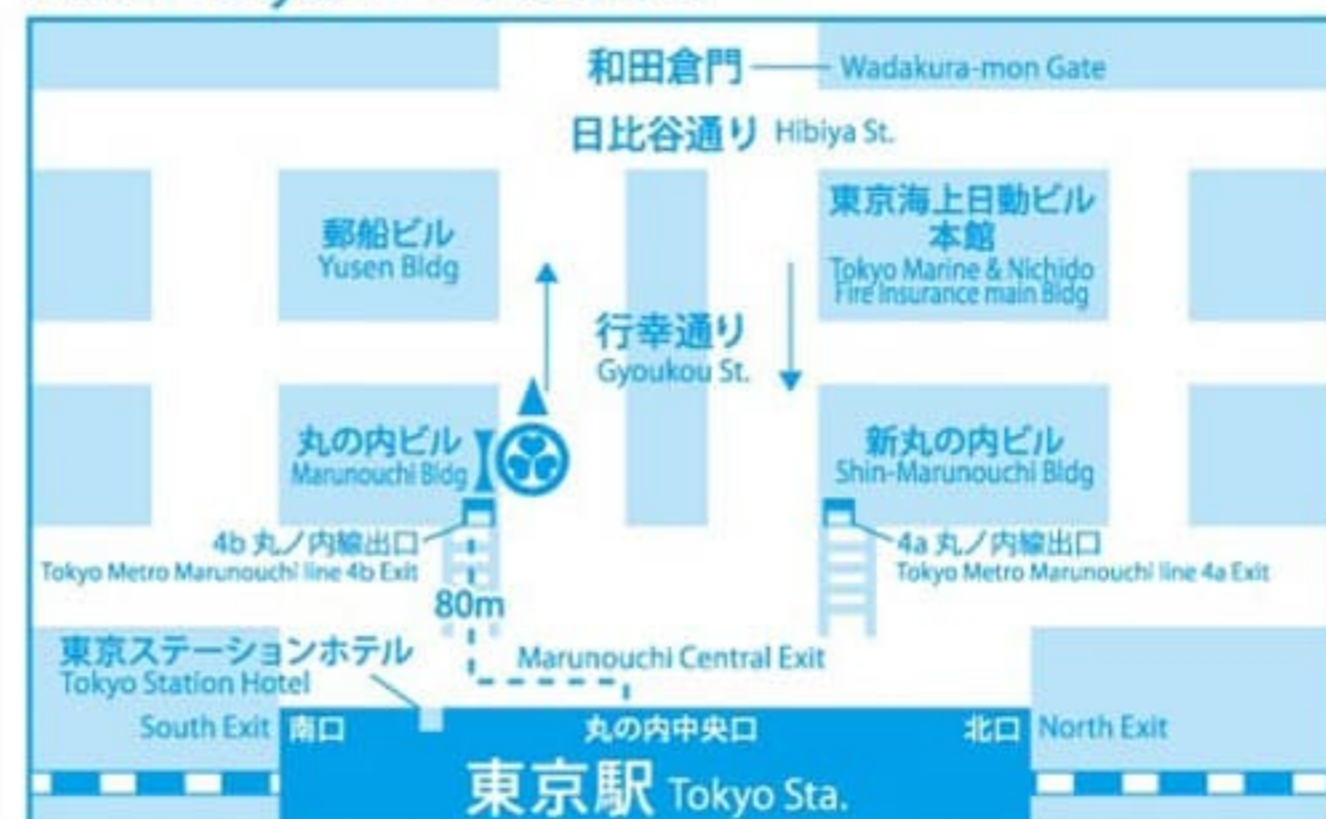 和田倉門 Wadakura-mon Gate
日比谷通り Hibiya St.
郵船ビル
Yusen Bldg
東京海上日動ビル
本館
Tokyo Marine & Nichido
Fire Insurance main Bldg
行幸通り
Gyoukou St.
丸の内ビル
Marunouchi Bldg
新丸の内ビル
Shin-Marunouchi Bldg
4b 丸ノ内線出口
Tokyo Metro Marunouchi line 4b Exit
4a 丸ノ内線出口
Tokyo Metro Marunouchi line 4a Exit
80m
東京ステーションホテル
Tokyo Station Hotel
Marunouchi Central Exit
South Exit 南口
丸の内中央口
北口 North Exit
東京駅 Tokyo Sta.